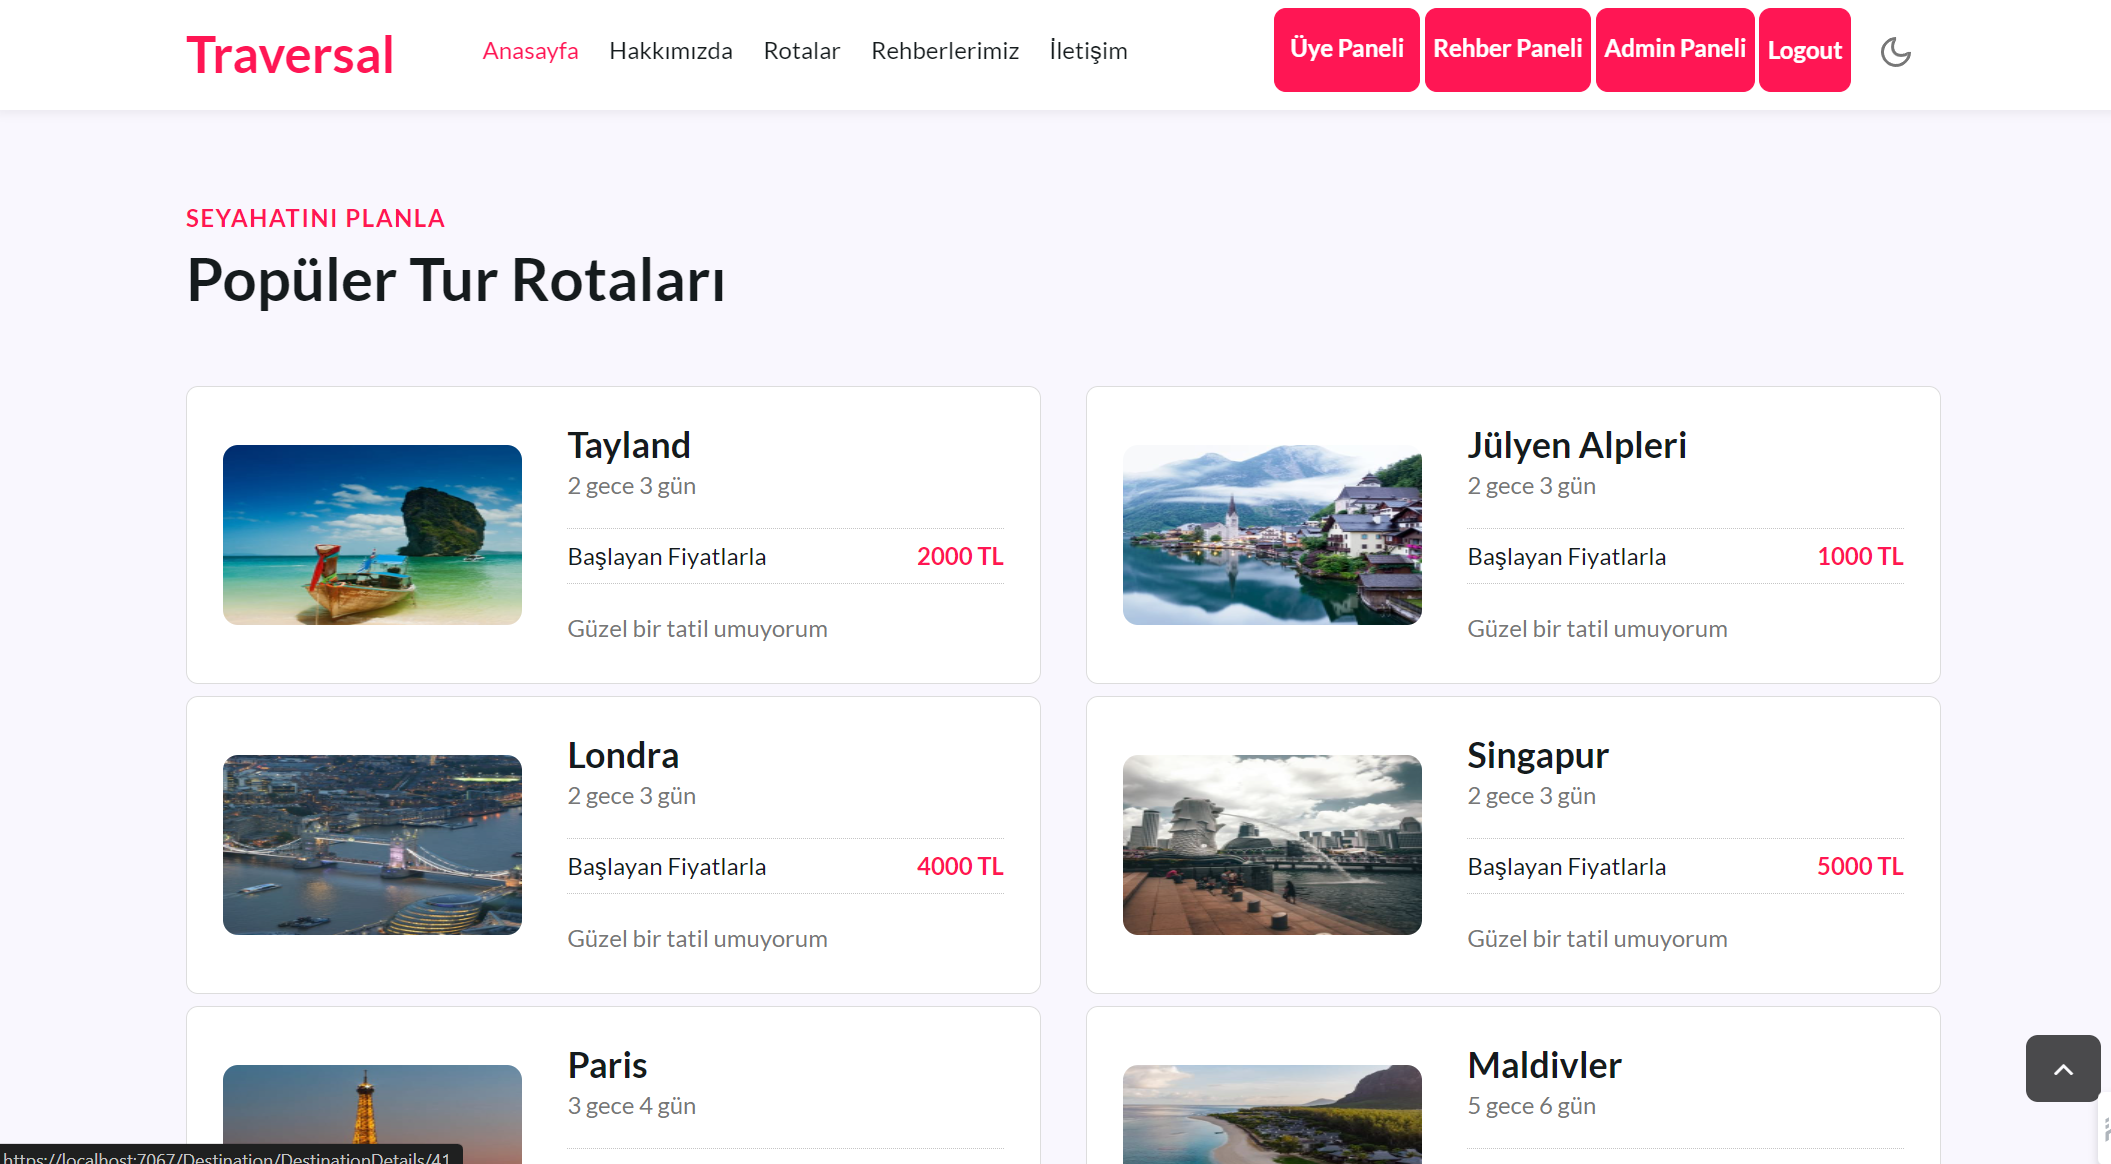 Traversal
Anasayfa Hakkımızda Rotalar Rehberlerimiz İletişim
Üye Paneli Rehber Paneli Admin Paneli Logout
SEYAHATINI PLANLA
Popüler Tur Rotaları
Tayland
2 gece 3 gün
Başlayan Fiyatlarla 2000 TL
Güzel bir tatil umuyorum
Jülyen Alpleri
2 gece 3 gün
Başlayan Fiyatlarla 1000 TL
Güzel bir tatil umuyorum
Londra
2 gece 3 gün
Başlayan Fiyatlarla 4000 TL
Güzel bir tatil umuyorum
Singapur
2 gece 3 gün
Başlayan Fiyatlarla 5000 TL
Güzel bir tatil umuyorum
Paris
3 gece 4 gün
Maldivler
5 gece 6 gün
https://localhost:7067/Destination/DestinationDetails/41